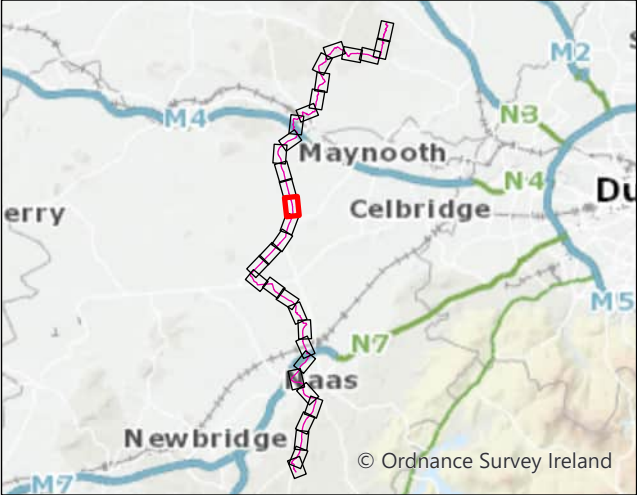 M2
N3
M4
Maynooth
N4
Du
erry
Celbridge
M5
N7
Naas
Newbridge
© Ordnance Survey Ireland
M7